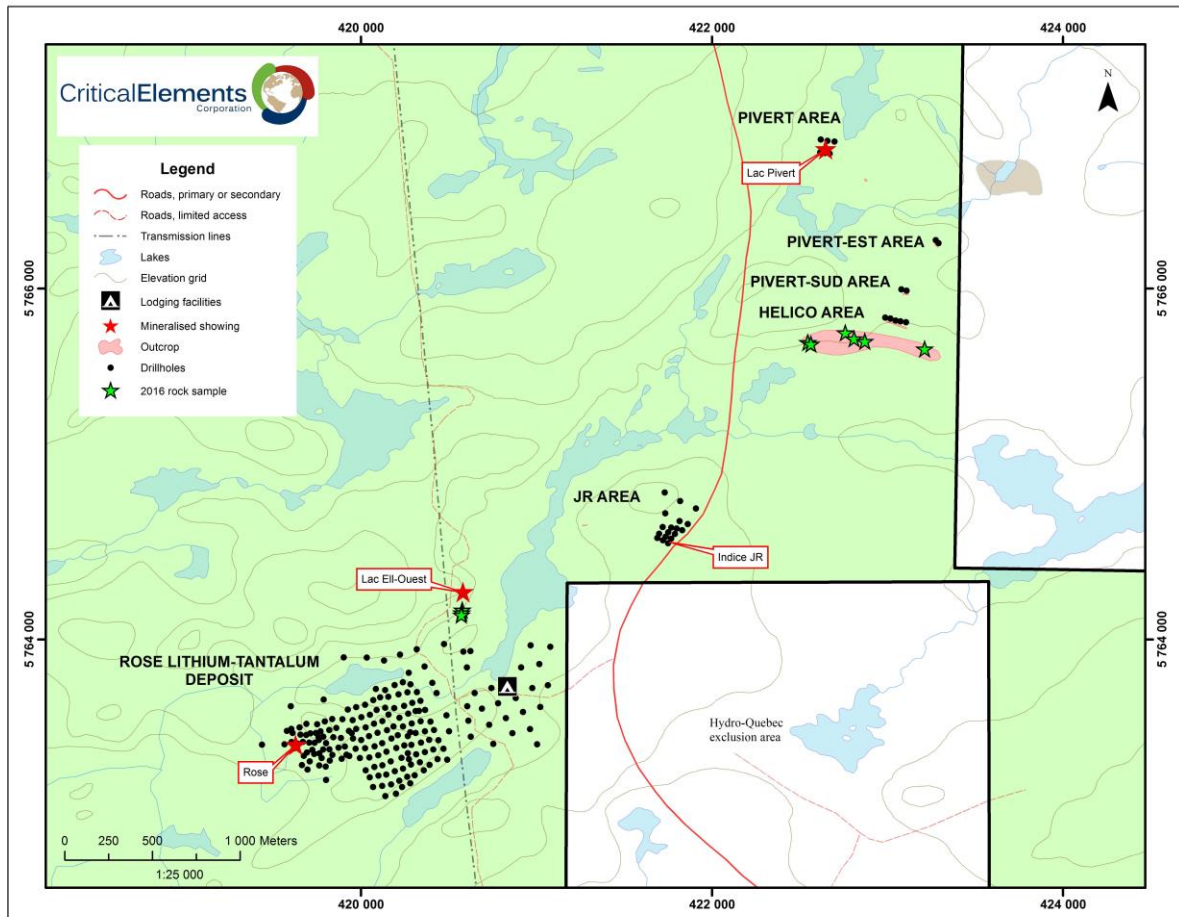 420 000
422 000
424 000
CriticalElements
Corporation
N
PIVERT AREA
Legend
Roads, primary or secondary
Roads, limited access
Transmission lines
Lakes
Elevation grid
Lodging facilities
Mineralised showing
Outcrop
Drillholes
2016 rock sample
Lac Pivert
PIVERT-EST AREA
PIVERT-SUD AREA
HELICO AREA
5 766 000
5 766 000
JR AREA
Indice JR
Lac Ell-Ouest
5 764 000
5 764 000
ROSE LITHIUM-TANTALUM
DEPOSIT
Hydro-Quebec
exclusion area
Rose
0 250 500 1 000 Meters
1:25 000
420 000
422 000
424 000